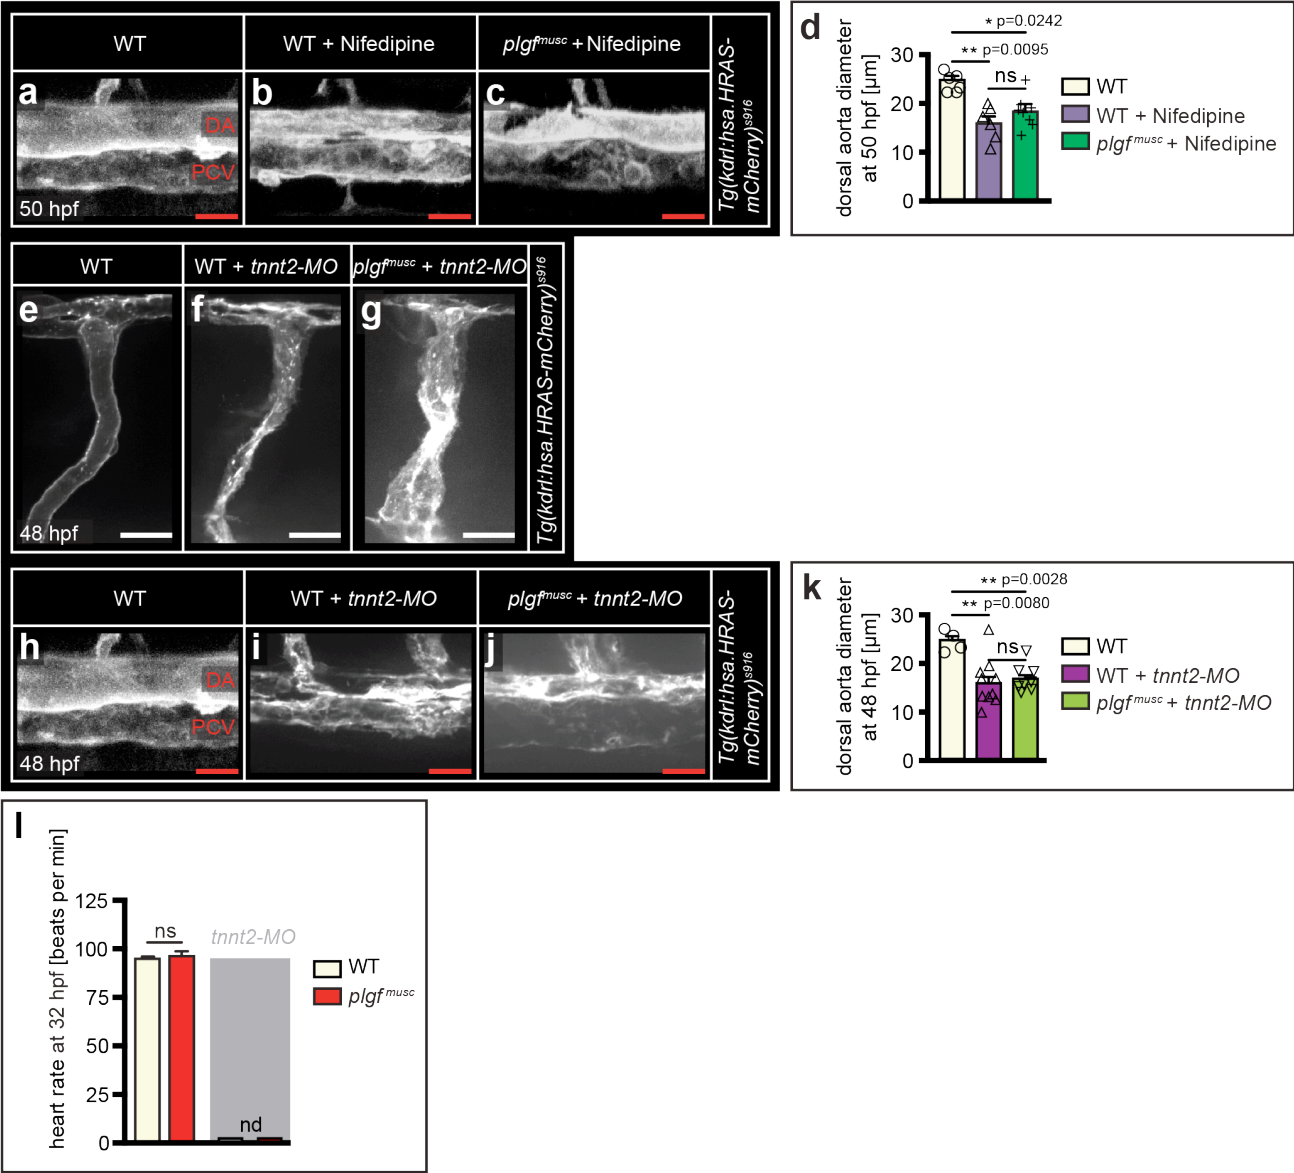 WT
WT + Nifedipine
plgf musc + Nifedipine
Tg(kdrl:hsa.HRAS-
mCherry)s916
a
b
c
DA
PCV
50 hpf
d
dorsal aorta diameter
at 50 hpf [µm]
30
20
10
0
* p=0.0242
** p=0.0095
ns
WT
WT + Nifedipine
plgf musc + Nifedipine
WT
WT + tnnt2-MO
plgf musc + tnnt2-MO
Tg(kdrl:hsa.HRAS-mCherry)s916
e
f
g
48 hpf
WT
WT + tnnt2-MO
plgf musc + tnnt2-MO
Tg(kdrl:hsa.HRAS-
mCherry)s916
h
i
j
DA
PCV
48 hpf
k
dorsal aorta diameter
at 48 hpf [µm]
30
20
10
0
** p=0.0028
** p=0.0080
ns
WT
WT + tnnt2-MO
plgf musc + tnnt2-MO
l
heart rate at 32 hpf [beats per min]
125
100
75
50
25
0
ns
tnnt2-MO
nd
WT
plgf musc